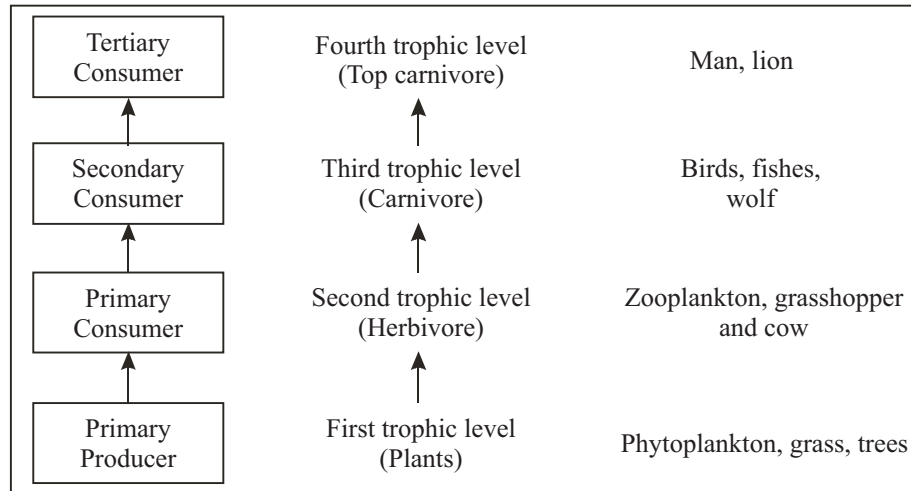 Tertiary
Consumer
Fourth trophic level
(Top carnivore)
Man, lion
Secondary
Consumer
Third trophic level
(Carnivore)
Birds, fishes,
wolf
Primary
Consumer
Second trophic level
(Herbivore)
Zooplankton, grasshopper
and cow
Primary
Producer
First trophic level
(Plants)
Phytoplankton, grass, trees